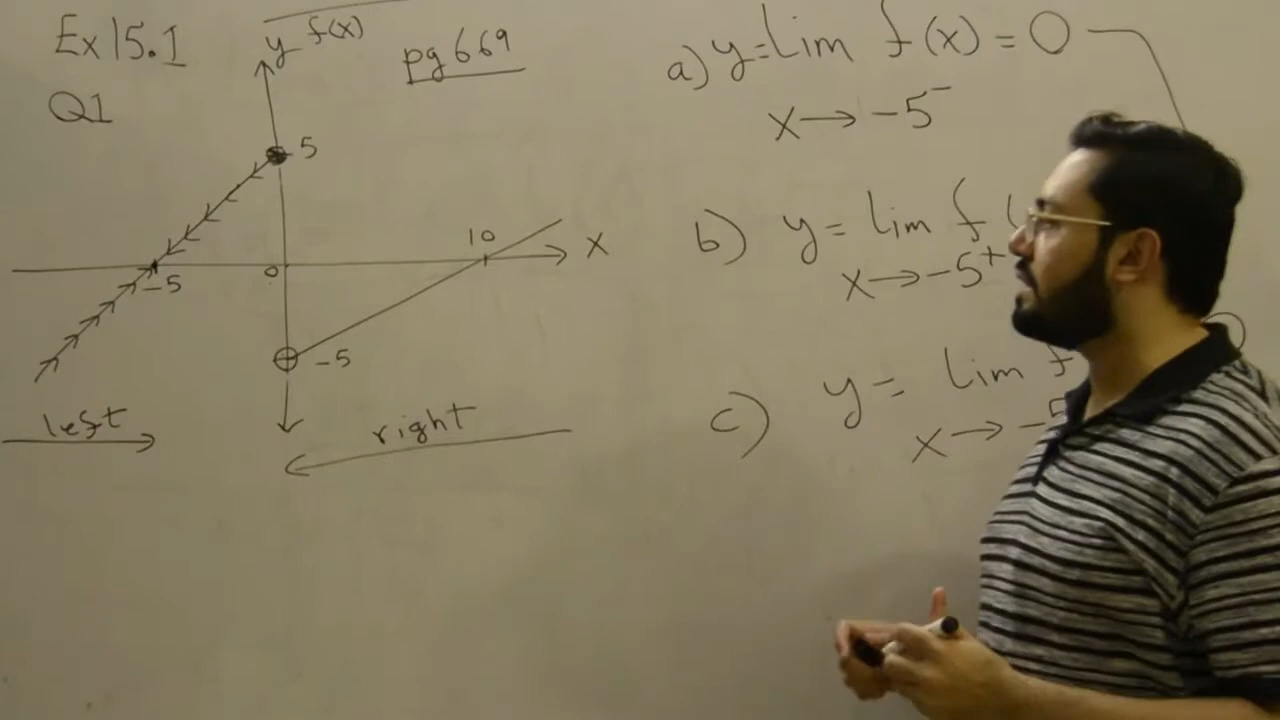 Ex 15.1
Q1
pg 669
y f(x)
5
10
x
0
-5
-5
left
right
a) y = Lim f(x) = 0
x → -5⁻
b) y = lim f(
x → -5⁺
c) y = Lim f
x → -5